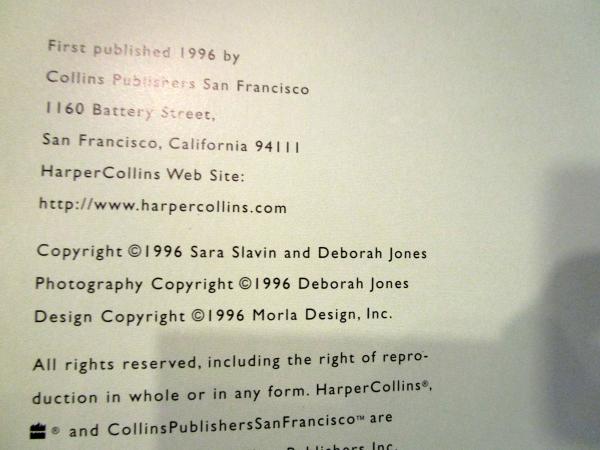 First published 1996 by
Collins Publishers San Francisco
1160 Battery Street,
San Francisco, California 94111
HarperCollins Web Site:
http://www.harpercollins.com
Copyright ©1996 Sara Slavin and Deborah Jones
Photography Copyright ©1996 Deborah Jones
Design Copyright ©1996 Morla Design, Inc.
All rights reserved, including the right of repro-
duction in whole or in any form. HarperCollins®,
® and CollinsPublishersSanFrancisco™ are
Publishers Inc.